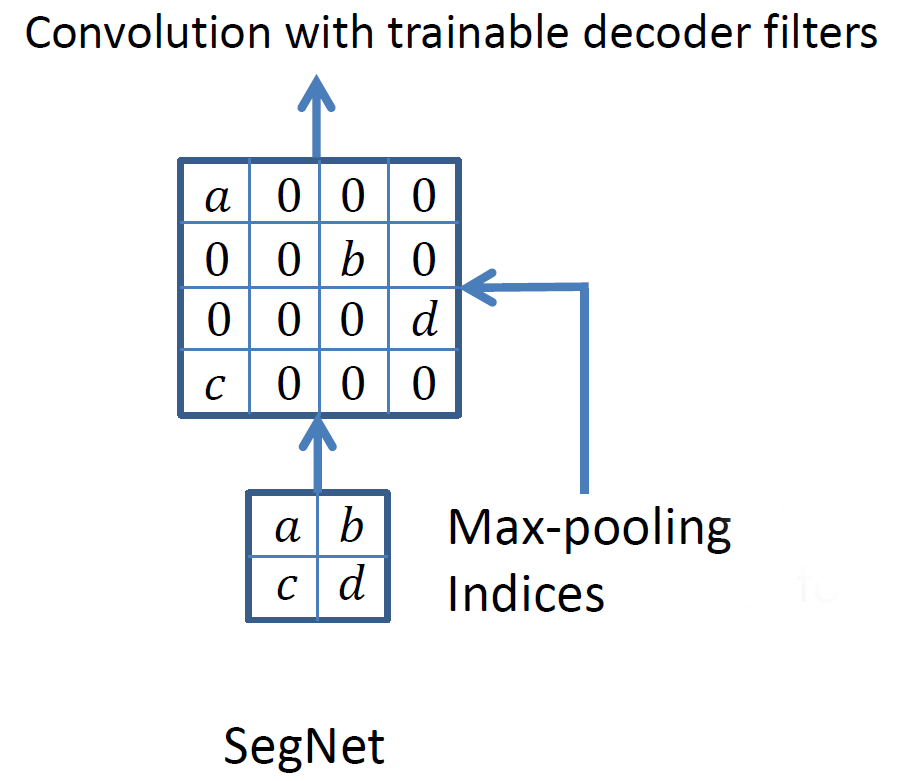 Convolution with trainable decoder filters
a 0 0 0
0 0 b 0
0 0 0 d
c 0 0 0
a b
c d
Max-pooling
Indices
SegNet